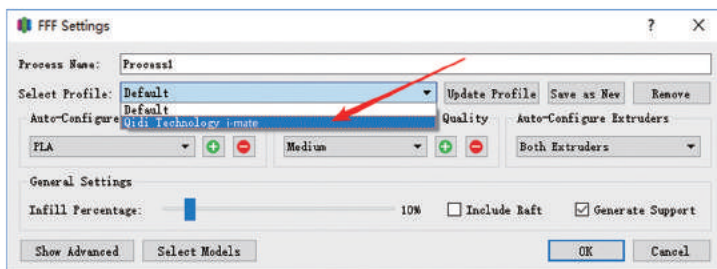 FFF Settings ? X
Process Name: Process1
Select Profile: Default Update Profile Save as New Remove
Default
Qidi Technology i-mate
Auto-Configure Quality Auto-Configure Extruders
PLA Medium Both Extruders
General Settings
Infill Percentage: 10% Include Raft Generate Support
Show Advanced Select Models OK Cancel